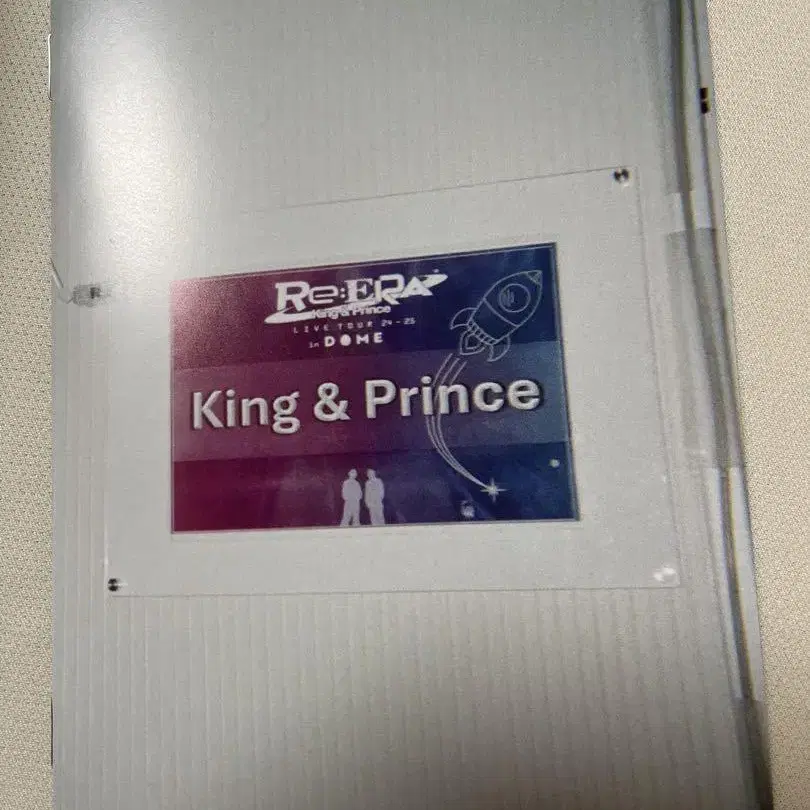 Re:ERA
King & Prince
LIVE TOUR 24-25
in DOME
King & Prince